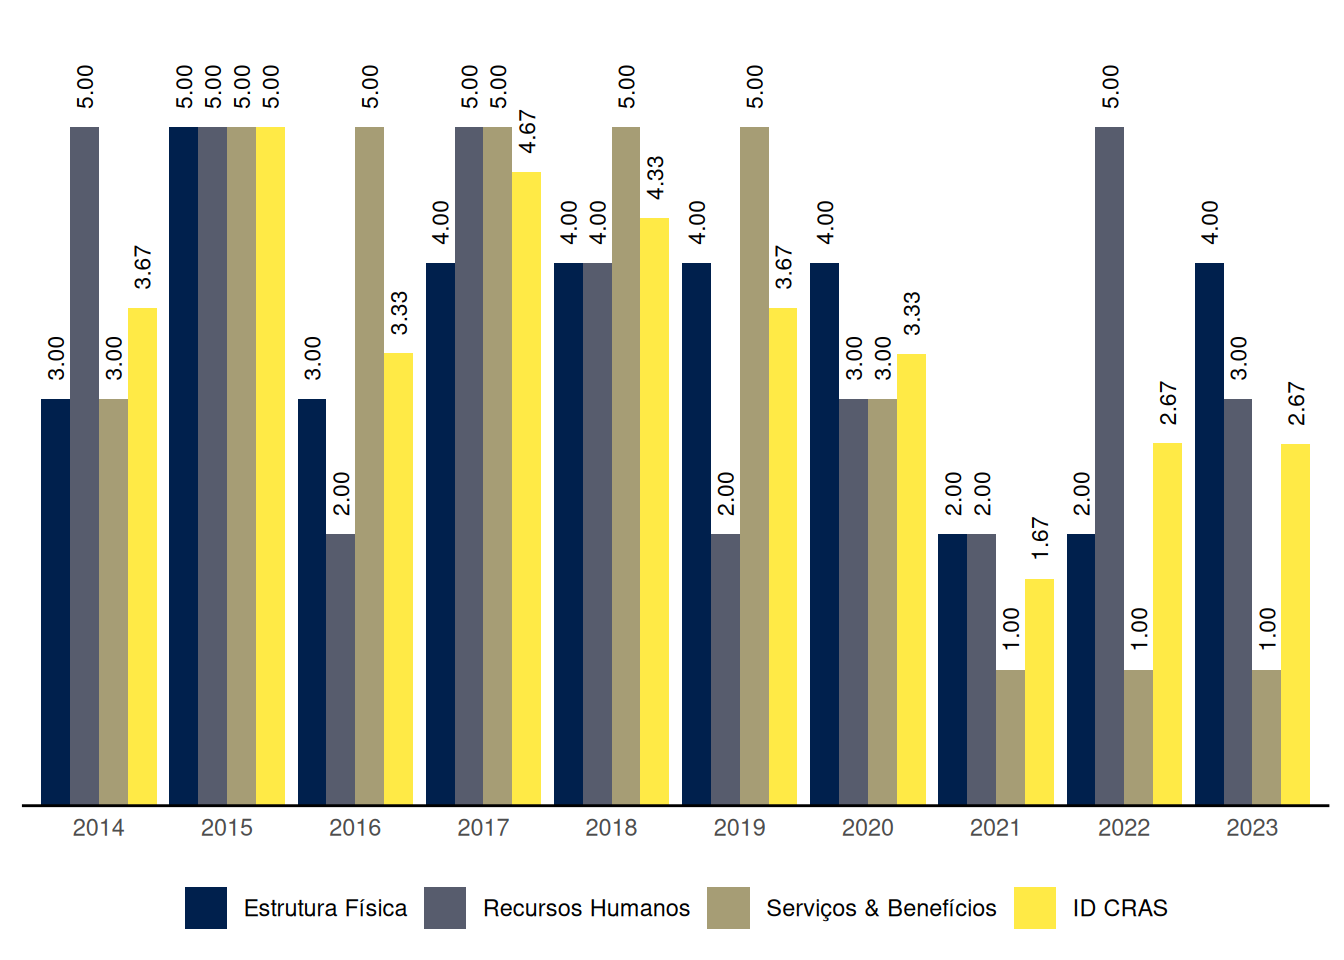 5.00 5.00 5.00 5.00 5.00 5.00 5.00 5.00 5.00 5.00 5.00
4.67
4.33
4.00 4.00 4.00 4.00 4.00 4.00
3.67 3.67
3.33 3.33
3.00 3.00 3.00 3.00 3.00 3.00
2.67 2.67
2.00 2.00 2.00 2.00 2.00
1.67
1.00 1.00 1.00
2014 2015 2016 2017 2018 2019 2020 2021 2022 2023
Estrutura Física Recursos Humanos Serviços & Benefícios ID CRAS